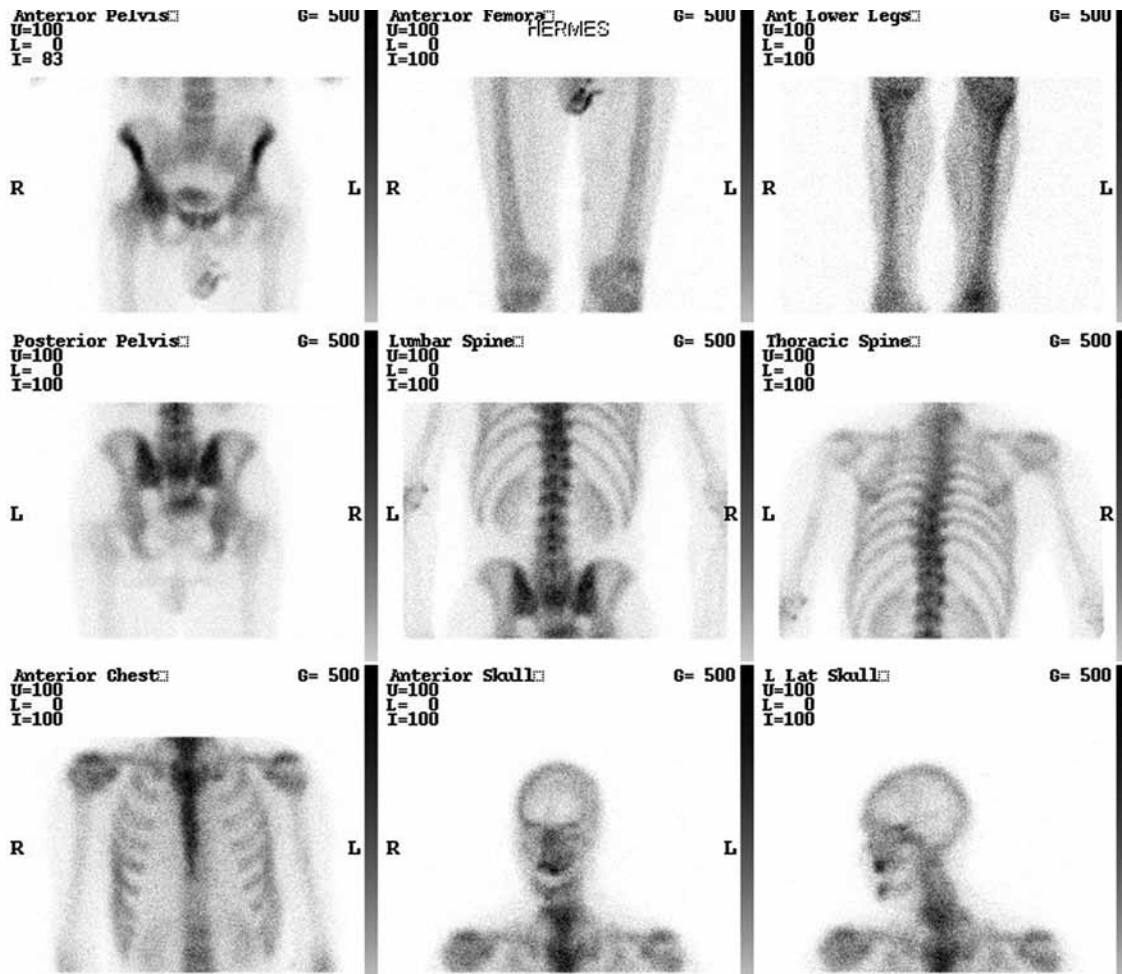 Anterior Pelvis G= 500
U=100
L= 0
I= 83
R L
Anterior Femora G= 500
HERMES
U=100
L= 0
I=100
R L
Ant Lower Legs G= 500
U=100
L= 0
I=100
R L
Posterior Pelvis G= 500
U=100
L= 0
I=100
L R
Lumbar Spine G= 500
U=100
L= 0
I=100
L R
Thoracic Spine G= 500
U=100
L= 0
I=100
L R
Anterior Chest G= 500
U=100
L= 0
I=100
R L
Anterior Skull G= 500
U=100
L= 0
I=100
R L
L Lat Skull G= 500
U=100
L= 0
I=100